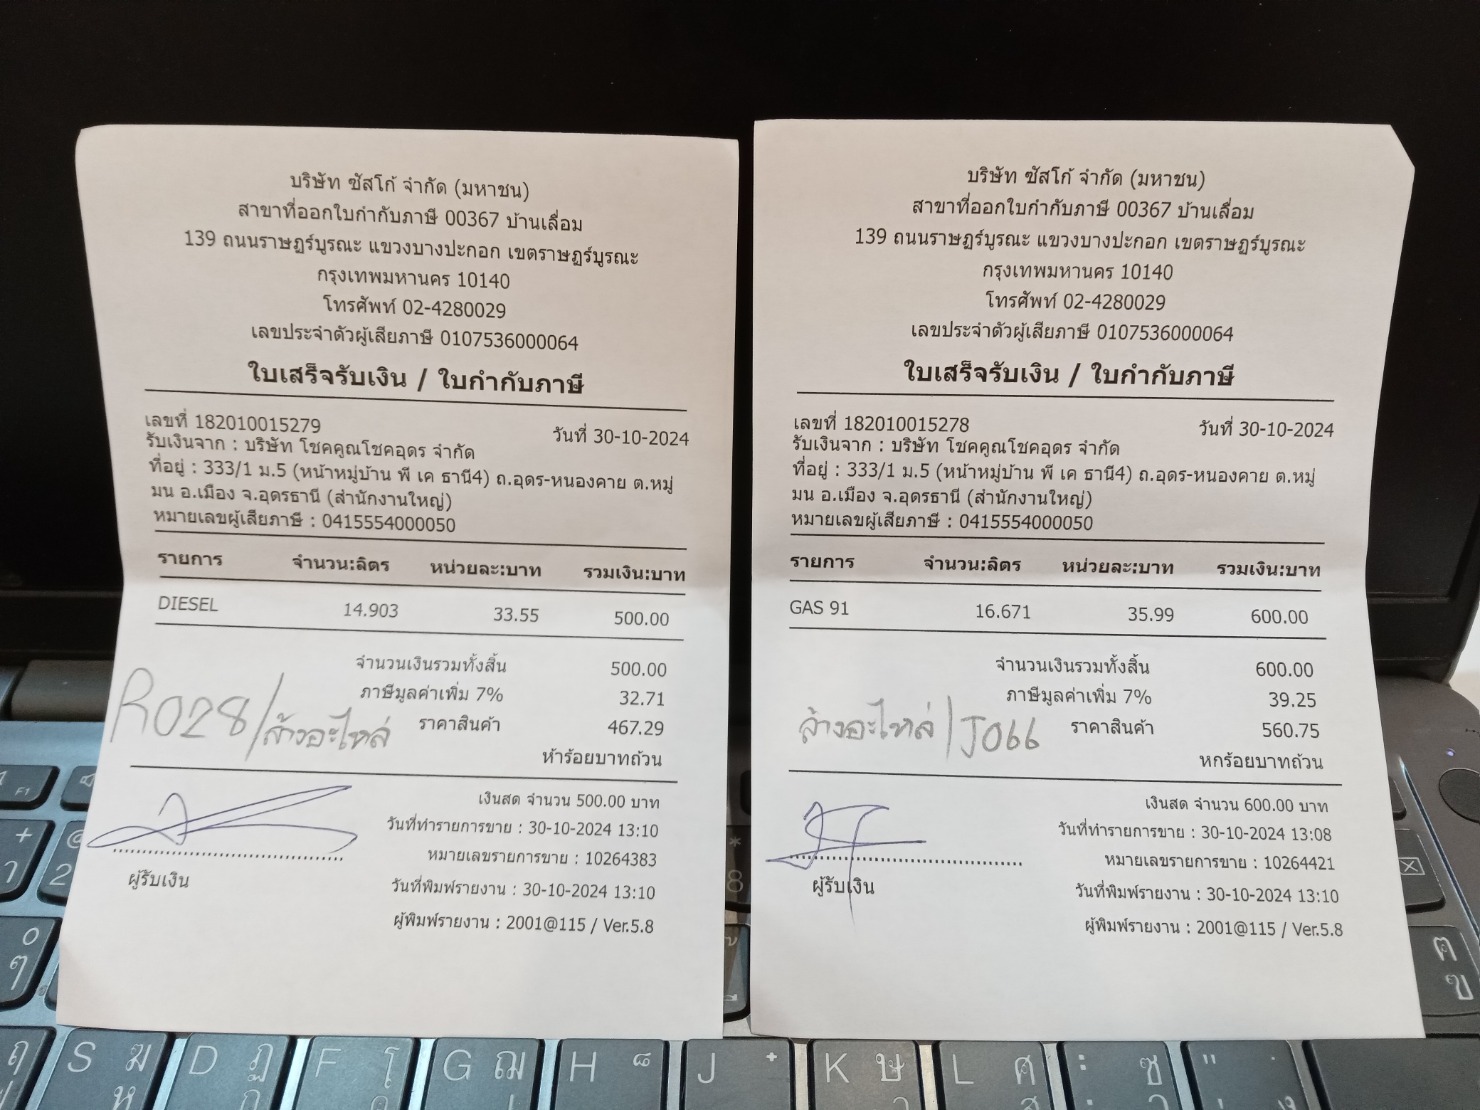 บริษัท ซัสโก้ จำกัด (มหาชน)
สาขาที่ออกใบกำกับภาษี 00367 บ้านเลื่อม
139 ถนนราษฎร์บูรณะ แขวงบางปะกอก เขตราษฎร์บูรณะ
กรุงเทพมหานคร 10140
โทรศัพท์ 02-4280029
เลขประจำตัวผู้เสียภาษี 0107536000064
ใบเสร็จรับเงิน / ใบกำกับภาษี
เลขที่ 182010015279
วันที่ 30-10-2024
รับเงินจาก : บริษัท โชคคูณโชคอุดร จำกัด
ที่อยู่ : 333/1 ม.5 (หน้าหมู่บ้าน พี เค ธานี4) ถ.อุดร-หนองคาย ต.หมู่
มน อ.เมือง จ.อุดรธานี (สำนักงานใหญ่)
หมายเลขผู้เสียภาษี : 0415554000050
รายการ จำนวน:ลิตร หน่วยละ:บาท รวมเงิน:บาท
DIESEL 14.903 33.55 500.00
จำนวนเงินรวมทั้งสิ้น 500.00
ภาษีมูลค่าเพิ่ม 7% 32.71
ราคาสินค้า 467.29
R028/ล้างอะไหล่
ห้าร้อยบาทถ้วน
เงินสด จำนวน 500.00 บาท
วันที่ทำรายการขาย : 30-10-2024 13:10
หมายเลขรายการขาย : 10264383
ผู้รับเงิน
วันที่พิมพ์รายงาน : 30-10-2024 13:10
ผู้พิมพ์รายงาน : 2001@115 / Ver.5.8
บริษัท ซัสโก้ จำกัด (มหาชน)
สาขาที่ออกใบกำกับภาษี 00367 บ้านเลื่อม
139 ถนนราษฎร์บูรณะ แขวงบางปะกอก เขตราษฎร์บูรณะ
กรุงเทพมหานคร 10140
โทรศัพท์ 02-4280029
เลขประจำตัวผู้เสียภาษี 0107536000064
ใบเสร็จรับเงิน / ใบกำกับภาษี
เลขที่ 182010015278
วันที่ 30-10-2024
รับเงินจาก : บริษัท โชคคูณโชคอุดร จำกัด
ที่อยู่ : 333/1 ม.5 (หน้าหมู่บ้าน พี เค ธานี4) ถ.อุดร-หนองคาย ต.หมู่
มน อ.เมือง จ.อุดรธานี (สำนักงานใหญ่)
หมายเลขผู้เสียภาษี : 0415554000050
รายการ จำนวน:ลิตร หน่วยละ:บาท รวมเงิน:บาท
GAS 91 16.671 35.99 600.00
จำนวนเงินรวมทั้งสิ้น 600.00
ภาษีมูลค่าเพิ่ม 7% 39.25
ราคาสินค้า 560.75
ล้างอะไหล่/J066
หกร้อยบาทถ้วน
เงินสด จำนวน 600.00 บาท
วันที่ทำรายการขาย : 30-10-2024 13:08
หมายเลขรายการขาย : 10264421
ผู้รับเงิน
วันที่พิมพ์รายงาน : 30-10-2024 13:10
ผู้พิมพ์รายงาน : 2001@115 / Ver.5.8
F1
S ฆ ห D ฏ ก F โ G ฌ H ๘ J K ษ า L ศ ส ซ ว